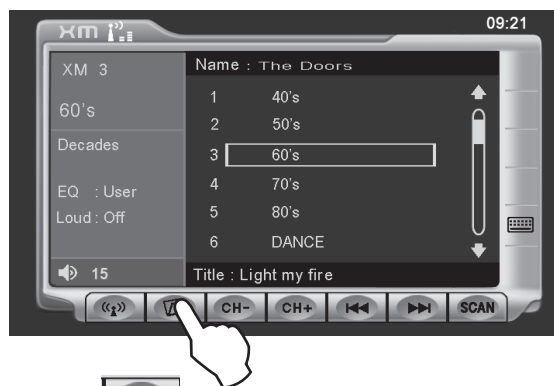 xm
09:21
XM 3
60's
Decades
EQ : User
Loud : Off
15
Name : The Doors
1 40's
2 50's
3 60's
4 70's
5 80's
6 DANCE
Title : Light my fire
CH- CH+ SCAN